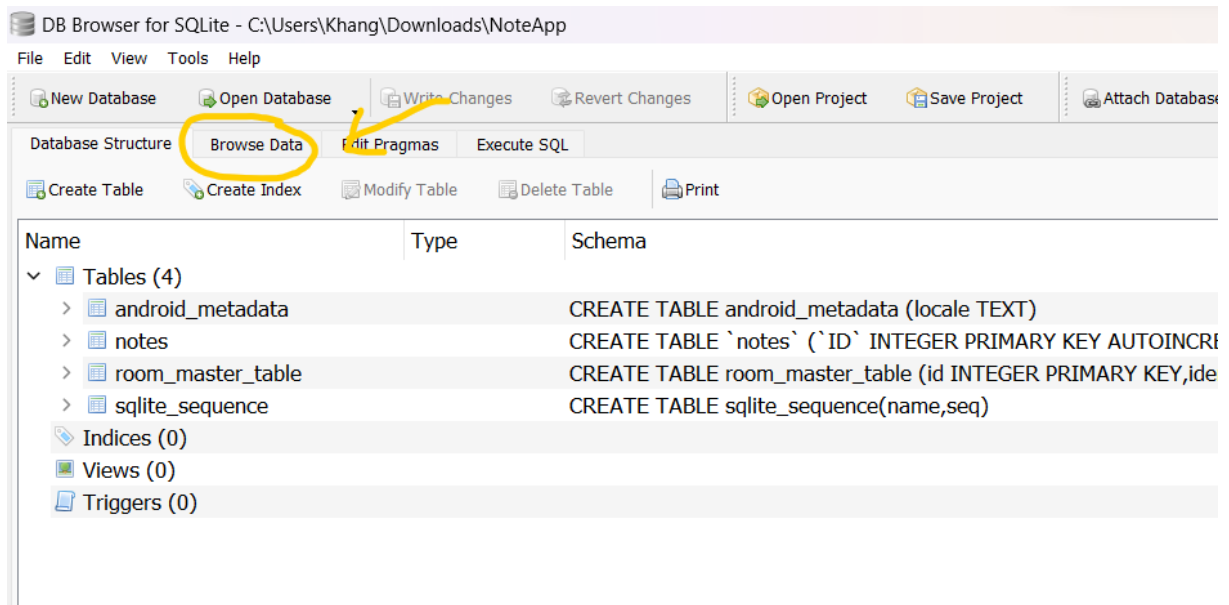 DB Browser for SQLite - C:\Users\Khang\Downloads\NoteApp
File Edit View Tools Help
New Database Open Database Write Changes Revert Changes Open Project Save Project Attach Database
Database Structure Browse Data Edit Pragmas Execute SQL
Create Table Create Index Modify Table Delete Table Print
Name Type Schema
Tables (4)
android_metadata CREATE TABLE android_metadata (locale TEXT)
notes CREATE TABLE `notes` (`ID` INTEGER PRIMARY KEY AUTOINCRE
room_master_table CREATE TABLE room_master_table (id INTEGER PRIMARY KEY,ide
sqlite_sequence CREATE TABLE sqlite_sequence(name,seq)
Indices (0)
Views (0)
Triggers (0)